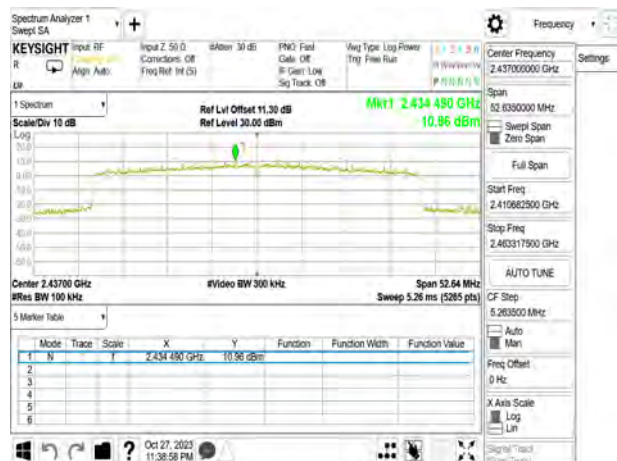 Spectrum Analyzer 1
Swept SA
Frequency
KEYSIGHT
Input: RF
Input Z: 50 Ω
#Atten: 30 dB
PNO: Fast
Avg Type: Log-Power
R
Corrections: Off
Gate: Off
Trig: Free Run
Align: Auto
Freq Ref: Int (S)
IF Gain: Low
Sig Track: Off
Center Frequency
2.437000000 GHz
Settings
1 Spectrum
Ref Lvl Offset 11.30 dB
Mkr1 2.434 490 GHz
Scale/Div 10 dB
Ref Level 30.00 dBm
10.96 dBm
Log
Span
52.6350000 MHz
Swept Span
Zero Span
Full Span
Start Freq
2.410682500 GHz
Stop Freq
2.463317500 GHz
AUTO TUNE
Center 2.43700 GHz
#Video BW 300 kHz
Span 52.64 MHz
#Res BW 100 kHz
Sweep 5.26 ms (5265 pts)
CF Step
5.263500 MHz
Auto
Man
5 Marker Table
Mode Trace Scale X Y Function Function Width Function Value
1 N 1 f 2.434 490 GHz 10.96 dBm
2
3
4
5
6
Freq Offset
0 Hz
X Axis Scale
Log
Lin
Signal Track
?
Oct 27, 2023
11:38:58 PM